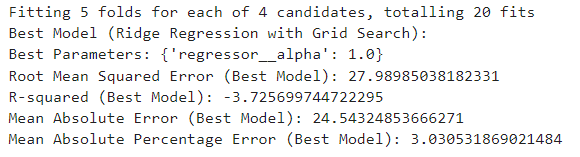 Fitting 5 folds for each of 4 candidates, totalling 20 fits
Best Model (Ridge Regression with Grid Search):
Best Parameters: {'regressor__alpha': 1.0}
Root Mean Squared Error (Best Model): 27.98985038182331
R-squared (Best Model): -3.725699744722295
Mean Absolute Error (Best Model): 24.54324853666271
Mean Absolute Percentage Error (Best Model): 3.030531869021484